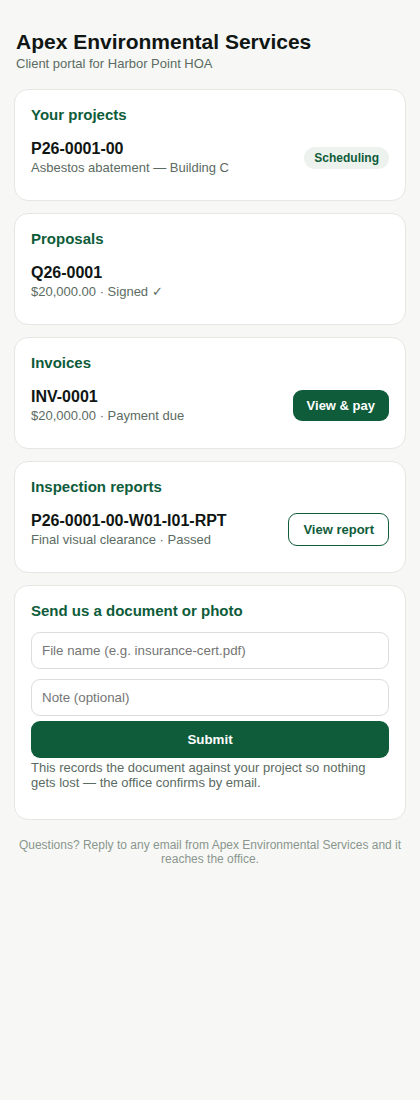 Apex Environmental Services
Client portal for Harbor Point HOA
Your projects
P26-0001-00
Asbestos abatement — Building C
Scheduling
Proposals
Q26-0001
$20,000.00 · Signed ✓
Invoices
INV-0001
$20,000.00 · Payment due
View & pay
Inspection reports
P26-0001-00-W01-I01-RPT
Final visual clearance · Passed
View report
Send us a document or photo
File name (e.g. insurance-cert.pdf)
Note (optional)
Submit
This records the document against your project so nothing
gets lost — the office confirms by email.
Questions? Reply to any email from Apex Environmental Services and it
reaches the office.